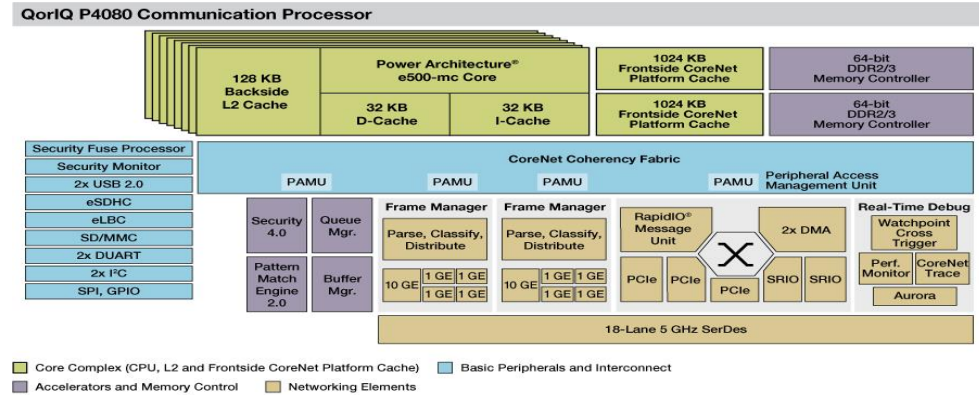 QorIQ P4080 Communication Processor
128 KB
Backside
L2 Cache
Power Architecture®
e500-mc Core
32 KB
D-Cache
32 KB
I-Cache
1024 KB
Frontside CoreNet
Platform Cache
1024 KB
Frontside CoreNet
Platform Cache
64-bit
DDR2/3
Memory Controller
64-bit
DDR2/3
Memory Controller
Security Fuse Processor
Security Monitor
2x USB 2.0
eSDHC
eLBC
SD/MMC
2x DUART
2x I²C
SPI, GPIO
CoreNet Coherency Fabric
PAMU
PAMU
PAMU
PAMU
Peripheral Access
Management Unit
Security
4.0
Queue
Mgr.
Pattern
Match
Engine
2.0
Buffer
Mgr.
Frame Manager
Parse, Classify,
Distribute
10 GE
1 GE 1 GE
1 GE 1 GE
Frame Manager
Parse, Classify,
Distribute
10 GE
1 GE 1 GE
1 GE 1 GE
RapidIO®
Message
Unit
2x DMA
PCIe
PCIe
PCIe
SRIO
SRIO
Real-Time Debug
Watchpoint
Cross
Trigger
Perf.
Monitor
CoreNet
Trace
Aurora
18-Lane 5 GHz SerDes
Core Complex (CPU, L2 and Frontside CoreNet Platform Cache)
Basic Peripherals and Interconnect
Accelerators and Memory Control
Networking Elements